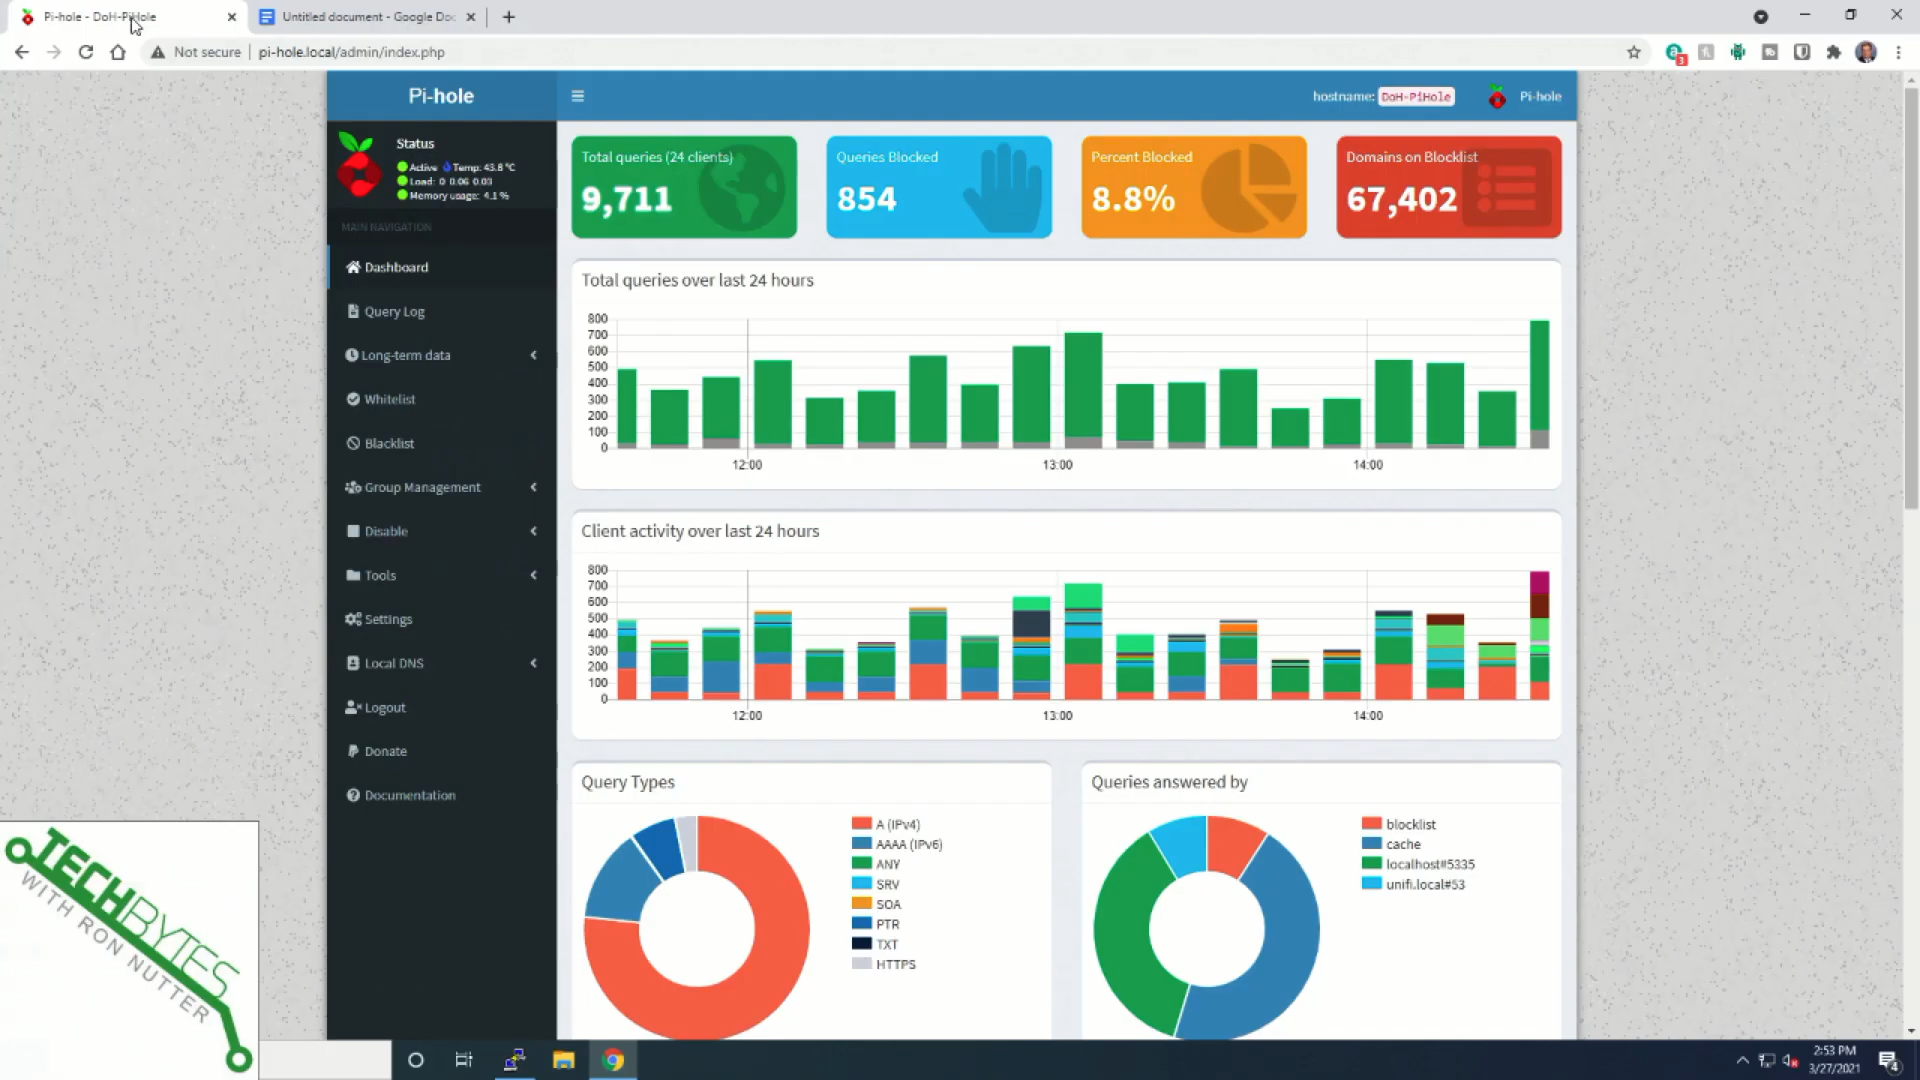 Pi-hole - DoH-PiHole
Untitled document - Google Doc
Not secure
pi-hole.local/admin/index.php
3
Pi-hole
hostname: DoH-PiHole
Pi-hole
Status
Active Temp: 43.8 °C
Load: 0 0.06 0.03
Memory usage: 4.1 %
MAIN NAVIGATION
Dashboard
Query Log
Long-term data
Whitelist
Blacklist
Group Management
Disable
Tools
Settings
Local DNS
Logout
Donate
Documentation
Total queries (24 clients)
9,711
Queries Blocked
854
Percent Blocked
8.8%
Domains on Blocklist
67,402
Total queries over last 24 hours
800
700
600
500
400
300
200
100
0
12:00
13:00
14:00
Client activity over last 24 hours
800
700
600
500
400
300
200
100
0
12:00
13:00
14:00
Query Types
A (IPv4)
AAAA (IPv6)
ANY
SRV
SOA
PTR
TXT
HTTPS
Queries answered by
blocklist
cache
localhost#5335
unifi.local#53
TECHBYTES
WITH RON NUTTER
2:53 PM
3/27/2021
4